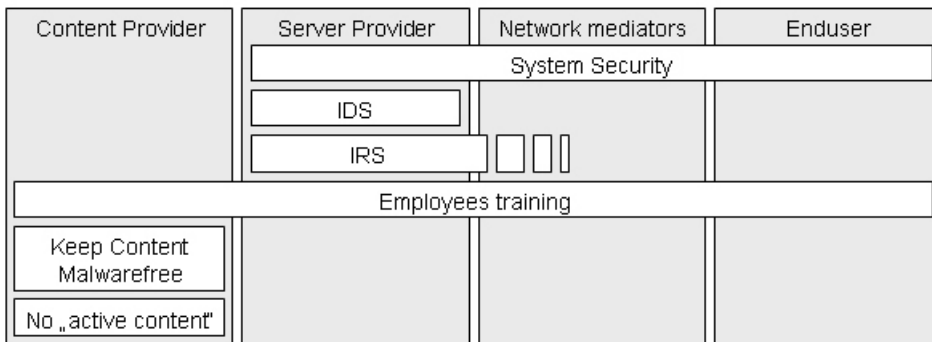 Content Provider
Server Provider
Network mediators
Enduser
System Security
IDS
IRS
Employees training
Keep Content
Malwarefree
No „active content"